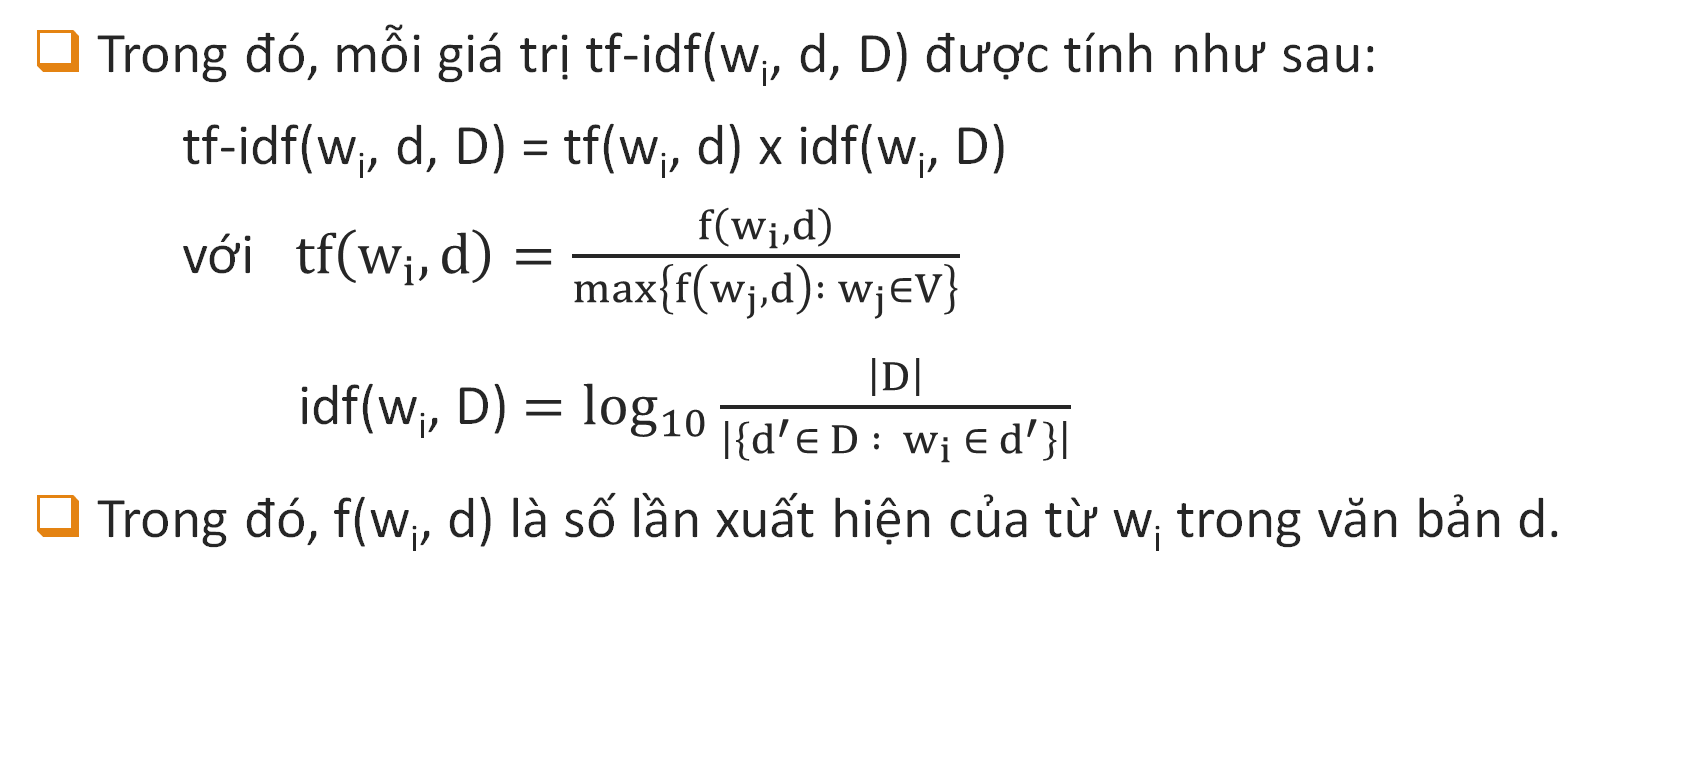 ❑ Trong đó, mỗi giá trị tf-idf(wᵢ, d, D) được tính như sau:
tf-idf(wᵢ, d, D) = tf(wᵢ, d) x idf(wᵢ, D)
với tf(wᵢ, d) = f(wᵢ,d) / max{f(wⱼ,d): wⱼ∈V}
idf(wᵢ, D) = log₁₀ |D| / |{d′∈ D : wᵢ ∈ d′}|
❑ Trong đó, f(wᵢ, d) là số lần xuất hiện của từ wᵢ trong văn bản d.